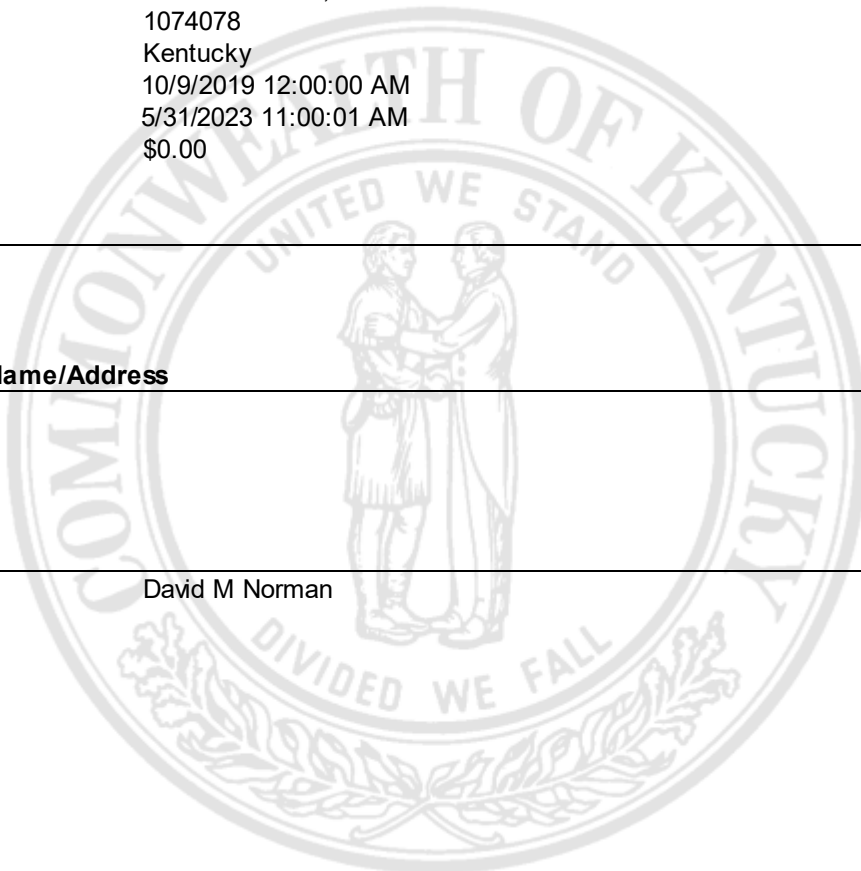 1074078
Kentucky
10/9/2019 12:00:00 AM
5/31/2023 11:00:01 AM
$0.00
COMMONWEALTH OF KENTUCKY
UNITED WE STAND
Name/Address
David M Norman
DIVIDED WE FALL